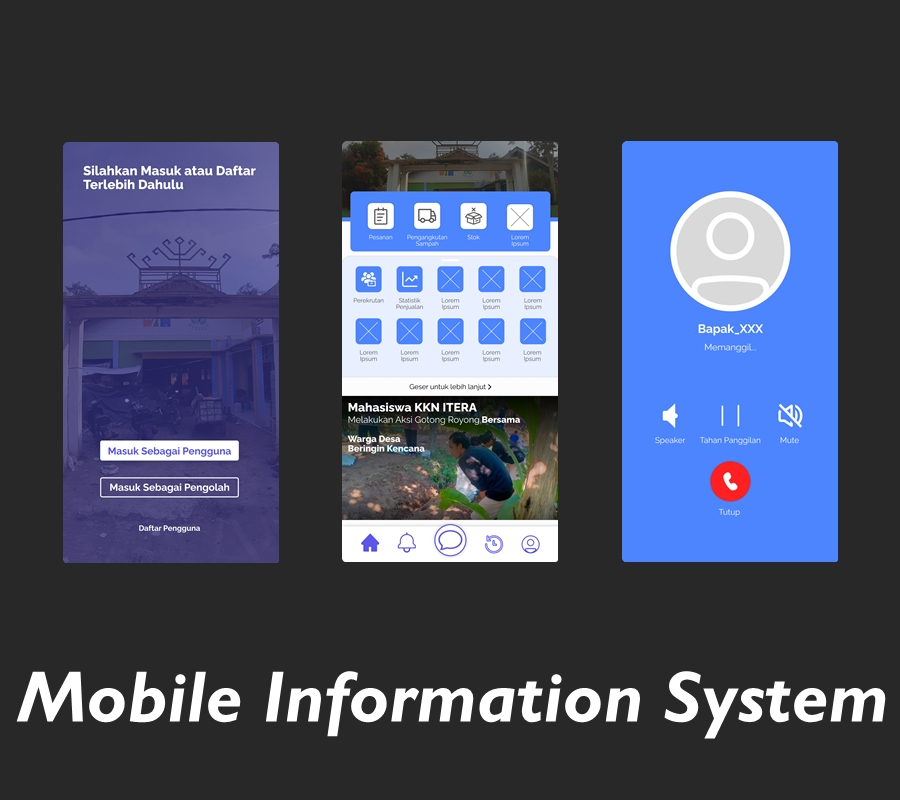 Silahkan Masuk atau Daftar
Terlebih Dahulu
Masuk Sebagai Pengguna
Masuk Sebagai Pengolah
Daftar Pengguna
Pesanan
Pengangkutan
Sampah
Stok
Lorem
Ipsum
Perekrutan
Statistik
Penjualan
Lorem
Ipsum
Lorem
Ipsum
Lorem
Ipsum
Lorem
Ipsum
Lorem
Ipsum
Lorem
Ipsum
Lorem
Ipsum
Lorem
Ipsum
Geser untuk lebih lanjut
Mahasiswa KKN ITERA
Melakukan Aksi Gotong Royong Bersama
Warga Desa
Beringin Kencana
Bapak_XXX
Memanggil...
Speaker
Tahan Panggilan
Mute
Tutup
Mobile Information System